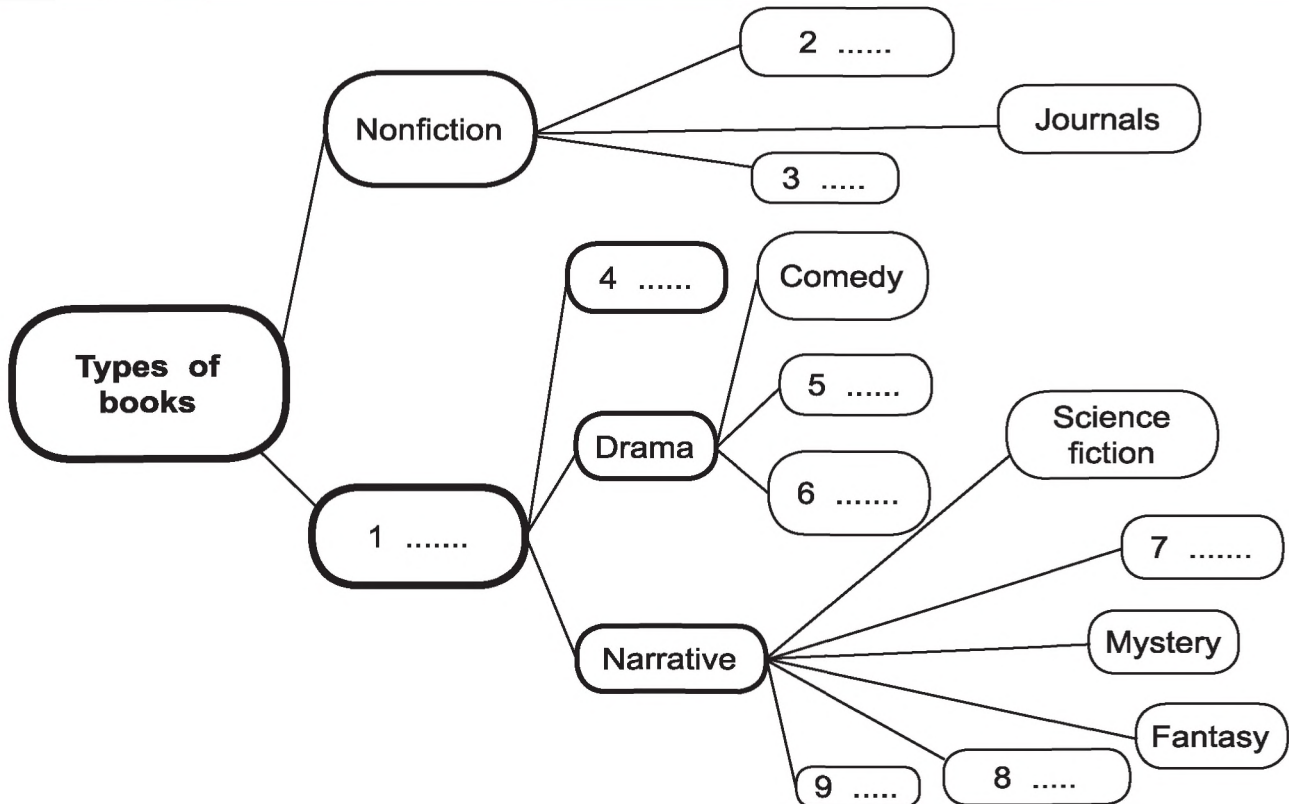 2 ......
Nonfiction
Journals
3 .....
4 ......
Comedy
Types of
books
5 ......
Drama
Science
fiction
6 .......
1 .......
7 .......
Narrative
Mystery
Fantasy
9 .....
8 .....